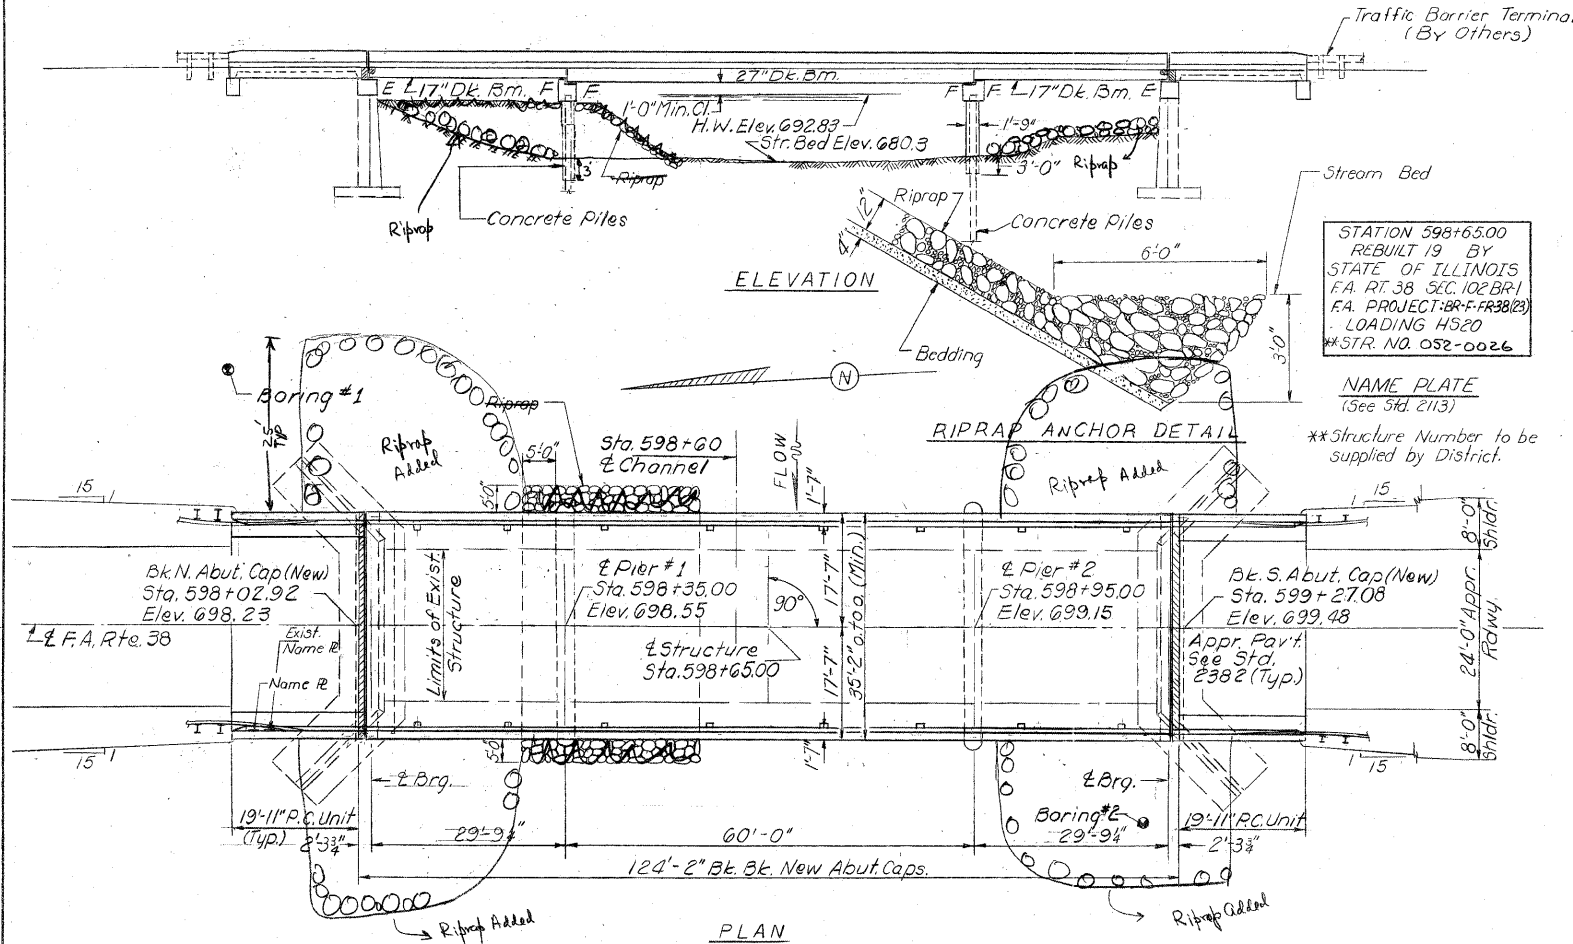 Traffic Barrier Terminal
(By Others)
27" Dk. Bm.
E 17" Dk. Bm. F
F
F
F 17" Dk. Bm. E
1'-0" Min. Cl.
H.W. Elev. 692.83
Str. Bed Elev. 680.3
1'-9"
3'
Riprap
3'-0"
Riprap
Riprap
Concrete Piles
Concrete Piles
Riprap
12"
4"
Stream Bed
6'-0"
3'-0"
Bedding
ELEVATION
RIPRAP ANCHOR DETAIL
STATION 598+65.00
REBUILT 19 BY
STATE OF ILLINOIS
F.A. RT. 38 SEC. 102BR-1
F.A. PROJECT: BR-F-FR-38(23)
LOADING HS20
**STR. NO. 052-0026
NAME PLATE
(See Std. 2113)
**Structure Number to be
supplied by District.
Boring #1
25'
TYP
Riprap
Added
Riprap
5'-0"
5'-0"
Sta. 598+60
℄ Channel
FLOW
N
1'-7"
Riprap Added
15
1
1
15
8'-0"
Shldr.
Bk. N. Abut. Cap (New)
Sta. 598+02.92
Elev. 698.23
℄ F.A. Rte. 38
Exist.
Name ℄
Name ℄
Limits of Exist.
Structure
℄ Pier #1
Sta. 598+35.00
Elev. 698.55
℄ Structure
Sta. 598+65.00
90°
17'-7"
17'-7"
35'-2" o. to o. (Min.)
℄ Pier #2
Sta. 598+95.00
Elev. 699.15
Bk. S. Abut. Cap (New)
Sta. 599+27.08
Elev. 699.48
Appr. Pav't.
See Std.
2382 (Typ.)
24'-0" Appr.
Rdwy.
8'-0"
Shldr.
15
1
1
15
5'-0
1'-7"
℄ Brg.
℄ Brg.
Boring #2
19'-11" P.C. Unit
(Typ.)
2'-3¾"
29'-9¼"
60'-0"
29'-9¼"
19'-11" P.C. Unit
2'-3¾"
124'-2" Bk. Bk. New Abut. Caps.
Riprap Added
Riprap Added
PLAN